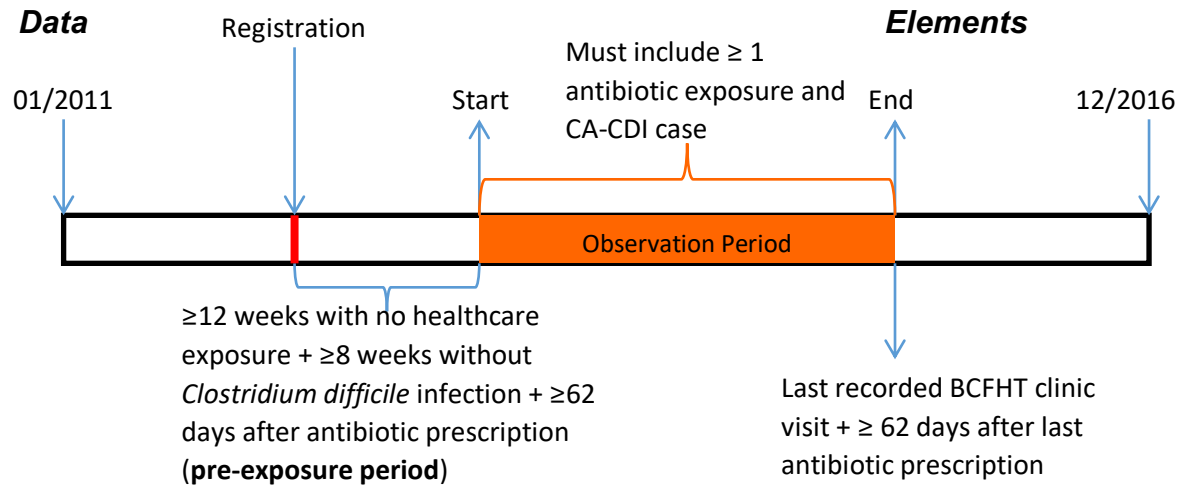 Data
Elements
Registration
Must include ≥ 1
antibiotic exposure and
CA-CDI case
01/2011
Start
End
12/2016
Observation Period
≥12 weeks with no healthcare
exposure + ≥8 weeks without
Clostridium difficile infection + ≥62
days after antibiotic prescription
(pre-exposure period)
Last recorded BCFHT clinic
visit + ≥ 62 days after last
antibiotic prescription